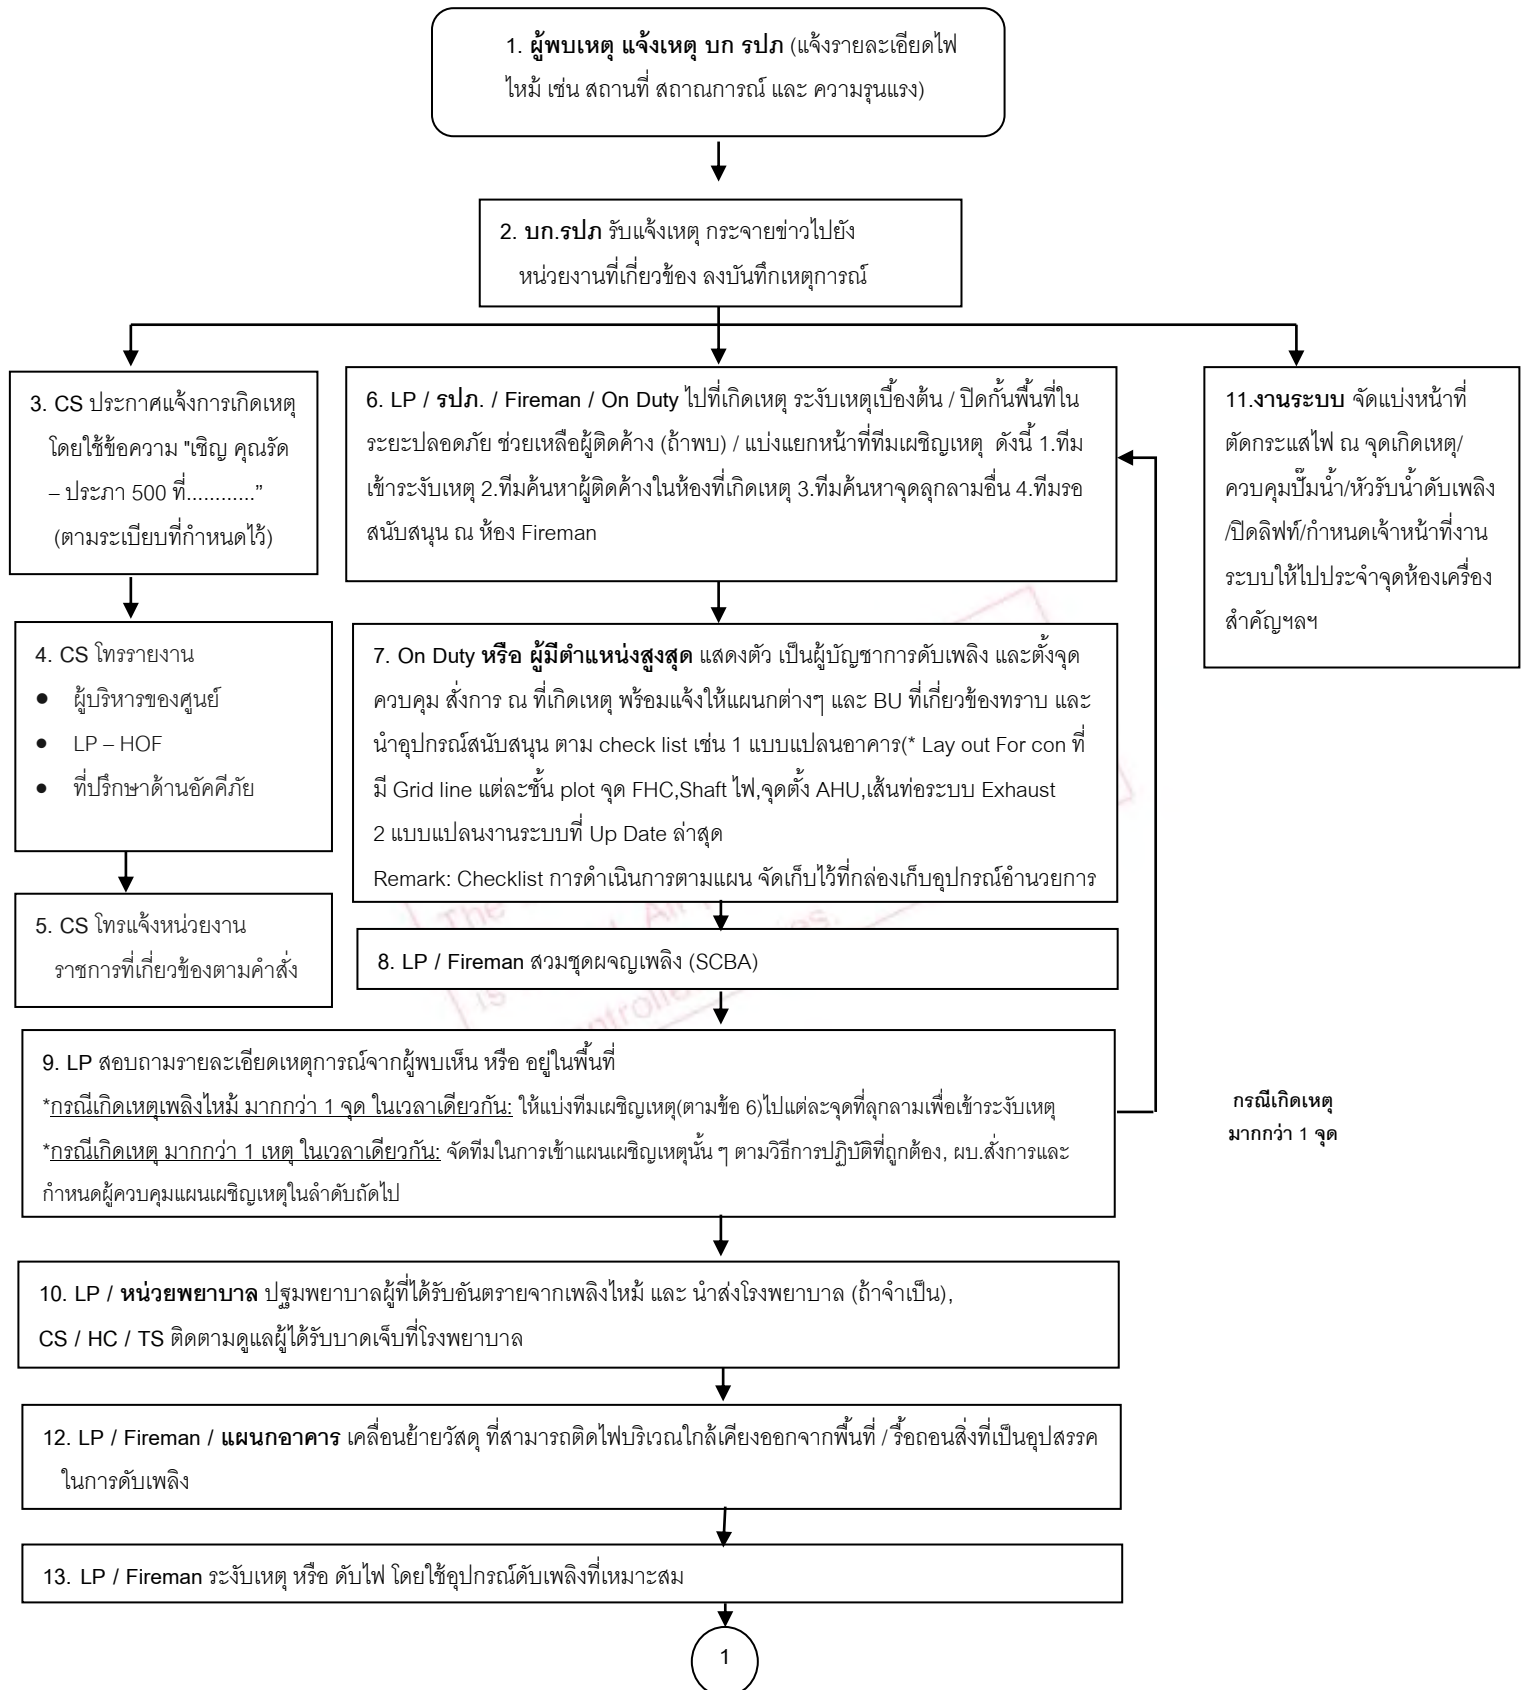 1. ผู้พบเหตุ แจ้งเหตุ บก รปภ (แจ้งรายละเอียดไฟ
ไหม้ เช่น สถานที่ สถาณการณ์ และ ความรุนแรง)
2. บก.รปภ รับแจ้งเหตุ กระจายข่าวไปยัง
หน่วยงานที่เกี่ยวข้อง ลงบันทึกเหตุการณ์
3. CS ประกาศแจ้งการเกิดเหตุ
โดยใช้ข้อความ "เชิญ คุณรัด
– ประภา 500 ที่............”
(ตามระเบียบที่กำหนดไว้)
4. CS โทรรายงาน
● ผู้บริหารของศูนย์
● LP – HOF
● ที่ปรึกษาด้านอัคคีภัย
5. CS โทรแจ้งหน่วยงาน
ราชการที่เกี่ยวข้องตามคำสั่ง
6. LP / รปภ. / Fireman / On Duty ไปที่เกิดเหตุ ระงับเหตุเบื้องต้น / ปิดกั้นพื้นที่ใน
ระยะปลอดภัย ช่วยเหลือผู้ติดค้าง (ถ้าพบ) / แบ่งแยกหน้าที่ทีมเผชิญเหตุ ดังนี้ 1.ทีม
เข้าระงับเหตุ 2.ทีมค้นหาผู้ติดค้างในห้องที่เกิดเหตุ 3.ทีมค้นหาจุดลุกลามอื่น 4.ทีมรอ
สนับสนุน ณ ห้อง Fireman
7. On Duty หรือ ผู้มีตำแหน่งสูงสุด แสดงตัว เป็นผู้บัญชาการดับเพลิง และตั้งจุด
ควบคุม สั่งการ ณ ที่เกิดเหตุ พร้อมแจ้งให้แผนกต่างๆ และ BU ที่เกี่ยวข้องทราบ และ
นำอุปกรณ์สนับสนุน ตาม check list เช่น 1 แบบแปลนอาคาร(* Lay out For con ที่
มี Grid line แต่ละชั้น plot จุด FHC,Shaft ไฟ,จุดตั้ง AHU,เส้นท่อระบบ Exhaust
2 แบบแปลนงานระบบที่ Up Date ล่าสุด
Remark: Checklist การดำเนินการตามแผน จัดเก็บไว้ที่กล่องเก็บอุปกรณ์อำนวยการ
8. LP / Fireman สวมชุดผจญเพลิง (SCBA)
11.งานระบบ จัดแบ่งหน้าที่
ตัดกระแสไฟ ณ จุดเกิดเหตุ/
ควบคุมปั๊มน้ำ/หัวรับน้ำดับเพลิง
/ปิดลิฟท์/กำหนดเจ้าหน้าที่งาน
ระบบให้ไปประจำจุดห้องเครื่อง
สำคัญฯลฯ
9. LP สอบถามรายละเอียดเหตุการณ์จากผู้พบเห็น หรือ อยู่ในพื้นที่
*กรณีเกิดเหตุเพลิงไหม้ มากกว่า 1 จุด ในเวลาเดียวกัน: ให้แบ่งทีมเผชิญเหตุ(ตามข้อ 6)ไปแต่ละจุดที่ลุกลามเพื่อเข้าระงับเหตุ
*กรณีเกิดเหตุ มากกว่า 1 เหตุ ในเวลาเดียวกัน: จัดทีมในการเข้าแผนเผชิญเหตุนั้น ๆ ตามวิธีการปฏิบัติที่ถูกต้อง, ผบ.สั่งการและ
กำหนดผู้ควบคุมแผนเผชิญเหตุในลำดับถัดไป
กรณีเกิดเหตุ
มากกว่า 1 จุด
10. LP / หน่วยพยาบาล ปฐมพยาบาลผู้ที่ได้รับอันตรายจากเพลิงไหม้ และ นำส่งโรงพยาบาล (ถ้าจำเป็น),
CS / HC / TS ติดตามดูแลผู้ได้รับบาดเจ็บที่โรงพยาบาล
12. LP / Fireman / แผนกอาคาร เคลื่อนย้ายวัสดุ ที่สามารถติดไฟบริเวณใกล้เคียงออกจากพื้นที่ / รื้อถอนสิ่งที่เป็นอุปสรรค
ในการดับเพลิง
13. LP / Fireman ระงับเหตุ หรือ ดับไฟ โดยใช้อุปกรณ์ดับเพลิงที่เหมาะสม
1